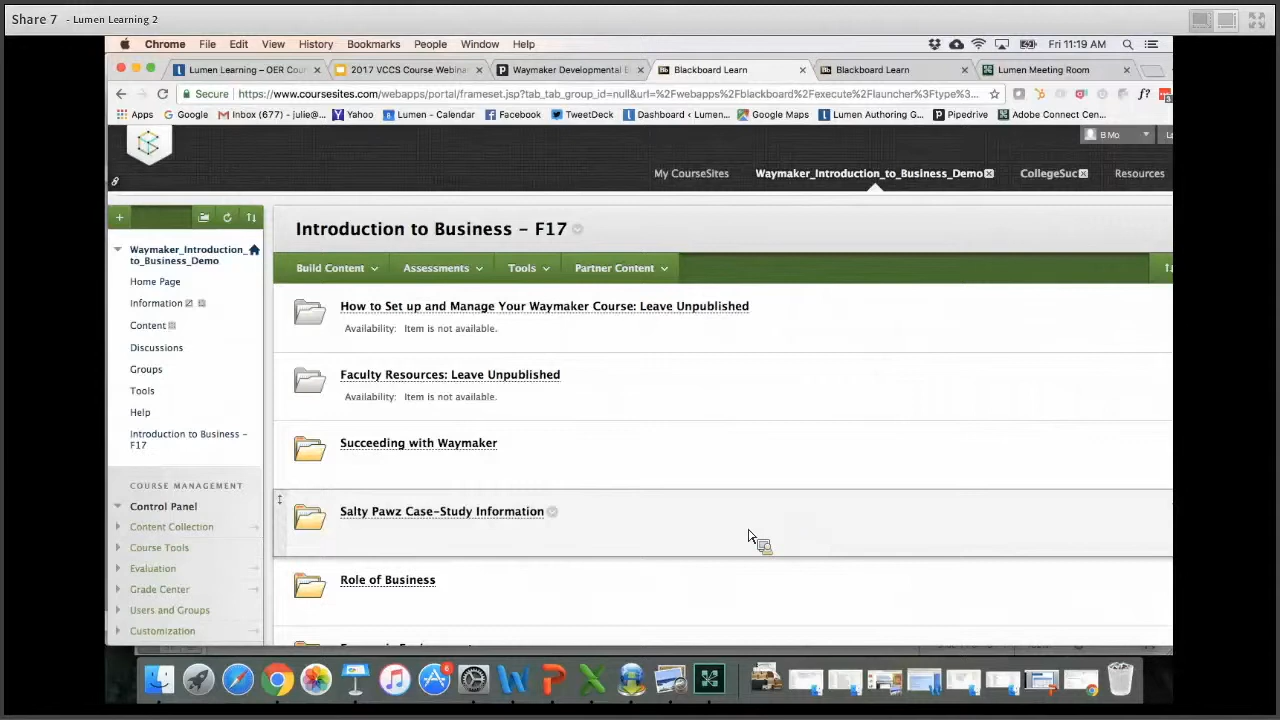 Share 7 - Lumen Learning 2
Chrome File Edit View History Bookmarks People Window Help Fri 11:19 AM
Lumen Learning – OER Cou 2017 VCCS Course Webina Waymaker Developmental E Blackboard Learn Blackboard Learn Lumen Meeting Room
Secure https://www.coursesites.com/webapps/portal/frameset.jsp?tab_tab_group_id=null&url=%2Fwebapps%2Fblackboard%2Fexecute%2Flauncher%3Ftype%3...
Apps Google Inbox (677) - julie@... Yahoo Lumen - Calendar Facebook TweetDeck Dashboard ‹ Lumen... Google Maps Lumen Authoring G... Pipedrive Adobe Connect Cen...
B Mo
My CourseSites Waymaker_Introduction_to_Business_Demo CollegeSuc Resources
Waymaker_Introduction_
to_Business_Demo
Home Page
Information
Content
Discussions
Groups
Tools
Help
Introduction to Business –
F17
COURSE MANAGEMENT
Control Panel
Content Collection
Course Tools
Evaluation
Grade Center
Users and Groups
Customization
Introduction to Business – F17
Build Content Assessments Tools Partner Content
How to Set up and Manage Your Waymaker Course: Leave Unpublished
Availability: Item is not available.
Faculty Resources: Leave Unpublished
Availability: Item is not available.
Succeeding with Waymaker
Salty Pawz Case-Study Information
Role of Business